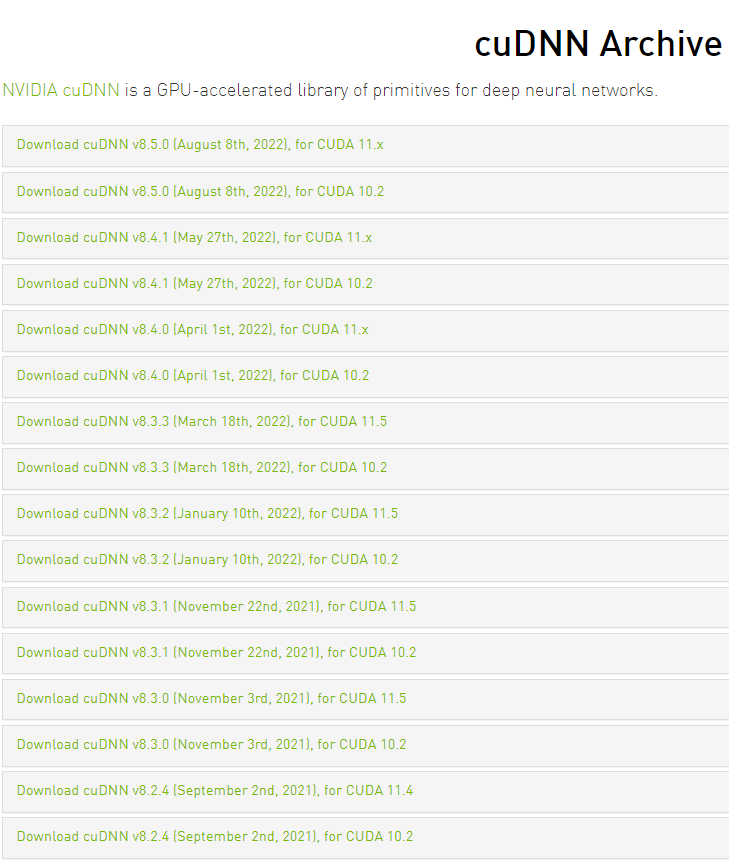 cuDNN Archive
NVIDIA cuDNN is a GPU-accelerated library of primitives for deep neural networks.
Download cuDNN v8.5.0 (August 8th, 2022), for CUDA 11.x
Download cuDNN v8.5.0 (August 8th, 2022), for CUDA 10.2
Download cuDNN v8.4.1 (May 27th, 2022), for CUDA 11.x
Download cuDNN v8.4.1 (May 27th, 2022), for CUDA 10.2
Download cuDNN v8.4.0 (April 1st, 2022), for CUDA 11.x
Download cuDNN v8.4.0 (April 1st, 2022), for CUDA 10.2
Download cuDNN v8.3.3 (March 18th, 2022), for CUDA 11.5
Download cuDNN v8.3.3 (March 18th, 2022), for CUDA 10.2
Download cuDNN v8.3.2 (January 10th, 2022), for CUDA 11.5
Download cuDNN v8.3.2 (January 10th, 2022), for CUDA 10.2
Download cuDNN v8.3.1 (November 22nd, 2021), for CUDA 11.5
Download cuDNN v8.3.1 (November 22nd, 2021), for CUDA 10.2
Download cuDNN v8.3.0 (November 3rd, 2021), for CUDA 11.5
Download cuDNN v8.3.0 (November 3rd, 2021), for CUDA 10.2
Download cuDNN v8.2.4 (September 2nd, 2021), for CUDA 11.4
Download cuDNN v8.2.4 (September 2nd, 2021), for CUDA 10.2